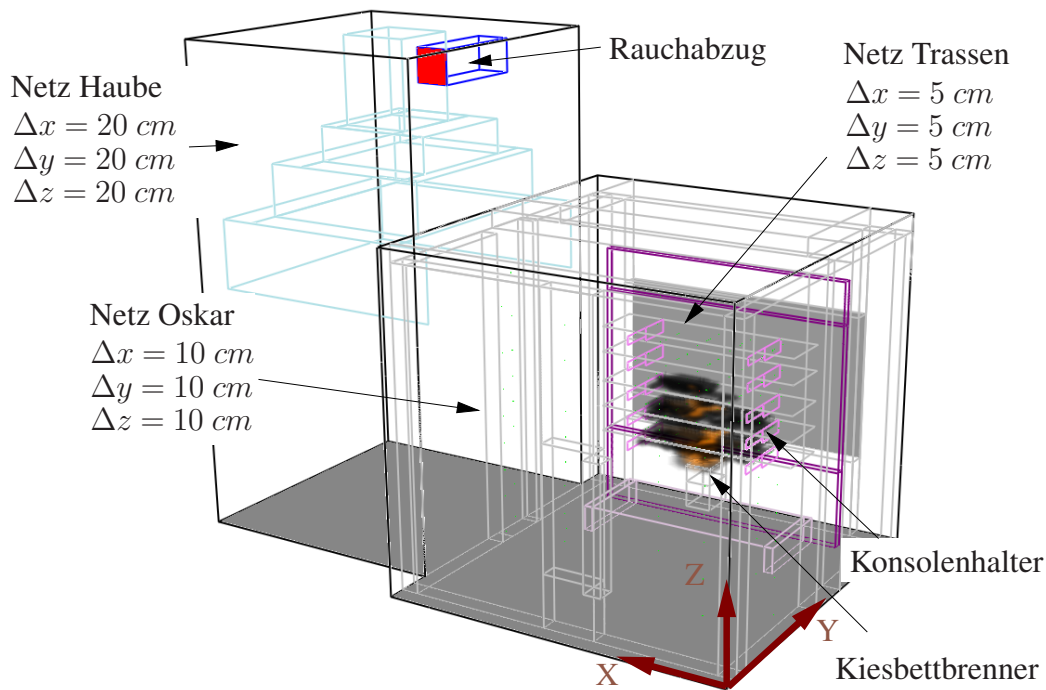 Rauchabzug
Netz Trassen
Δx = 5 cm
Δy = 5 cm
Δz = 5 cm
Netz Haube
Δx = 20 cm
Δy = 20 cm
Δz = 20 cm
Netz Oskar
Δx = 10 cm
Δy = 10 cm
Δz = 10 cm
Konsolenhalter
Z
Y
X
Kiesbettbrenner